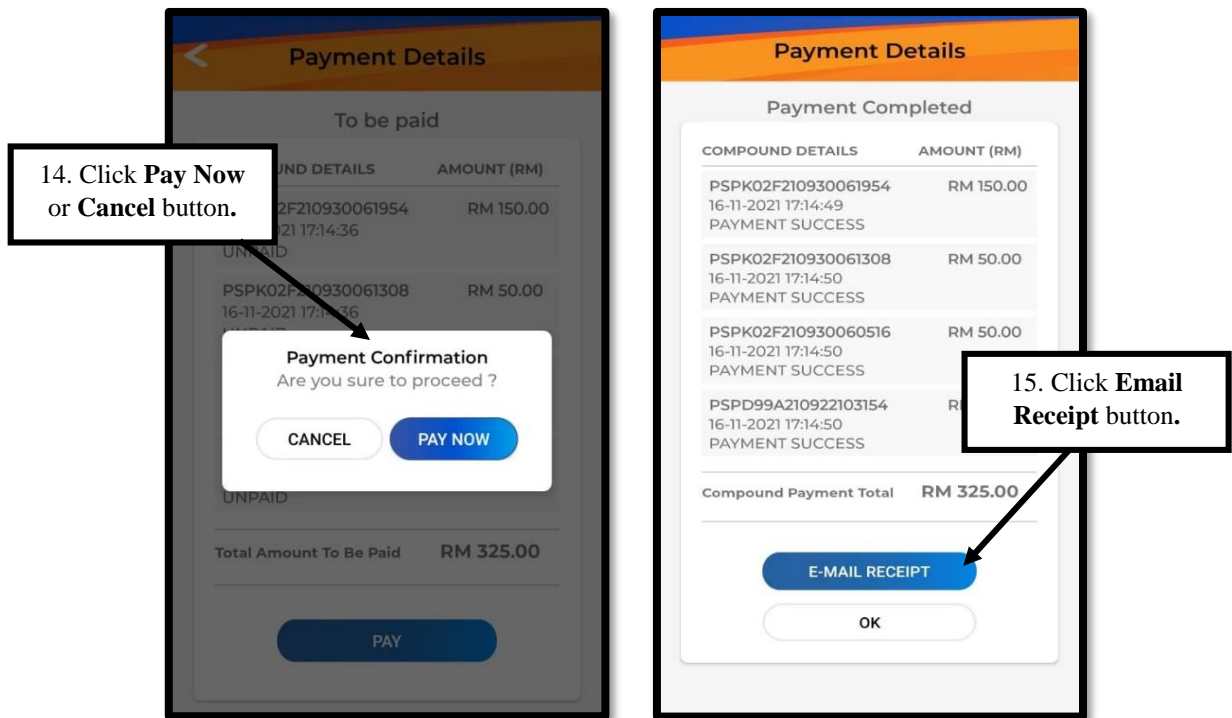 Payment Details
To be paid
14. Click Pay Now
or Cancel button.
DETAILS AMOUNT (RM)
2F210930061954 RM 150.00
17:14:36
UNPAID
PSPK02F210930061308 RM 50.00
16-11-2021 17:14:36
Payment Confirmation
Are you sure to proceed ?
CANCEL PAY NOW
UNPAID
Total Amount To Be Paid RM 325.00
PAY
Payment Details
Payment Completed
COMPOUND DETAILS AMOUNT (RM)
PSPK02F210930061954 RM 150.00
16-11-2021 17:14:49
PAYMENT SUCCESS
PSPK02F210930061308 RM 50.00
16-11-2021 17:14:50
PAYMENT SUCCESS
PSPK02F210930060516 RM 50.00
16-11-2021 17:14:50
PAYMENT SUCCESS
PSPD99A210922103154
16-11-2021 17:14:50
PAYMENT SUCCESS
15. Click Email
Receipt button.
Compound Payment Total RM 325.00
E-MAIL RECEIPT
OK